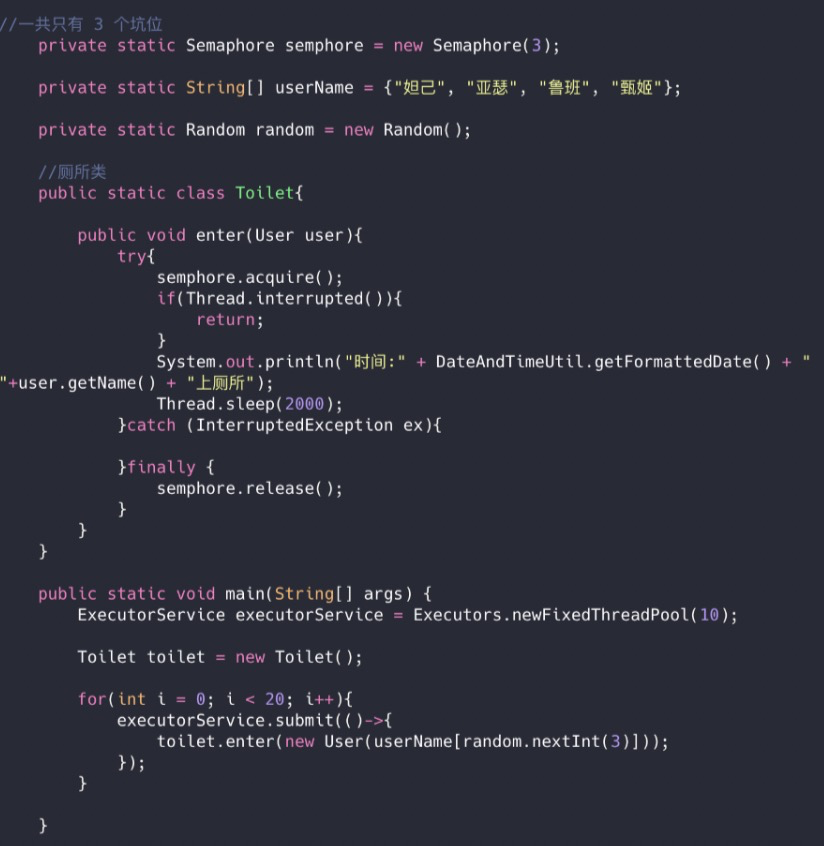 //一共只有 3 个坑位
    private static Semaphore semphore = new Semaphore(3);

    private static String[] userName = {"妲己", "亚瑟", "鲁班", "甄姬"};

    private static Random random = new Random();

    //厕所类
    public static class Toilet{

        public void enter(User user){
            try{
                semphore.acquire();
                if(Thread.interrupted()){
                    return;
                }
                System.out.println("时间:" + DateAndTimeUtil.getFormattedDate() + "
"+user.getName() + "上厕所");
                Thread.sleep(2000);
            }catch (InterruptedException ex){

            }finally {
                semphore.release();
            }
        }
    }

    public static void main(String[] args) {
        ExecutorService executorService = Executors.newFixedThreadPool(10);

        Toilet toilet = new Toilet();

        for(int i = 0; i < 20; i++){
            executorService.submit(()->{
                toilet.enter(new User(userName[random.nextInt(3)]));
            });
        }

    }